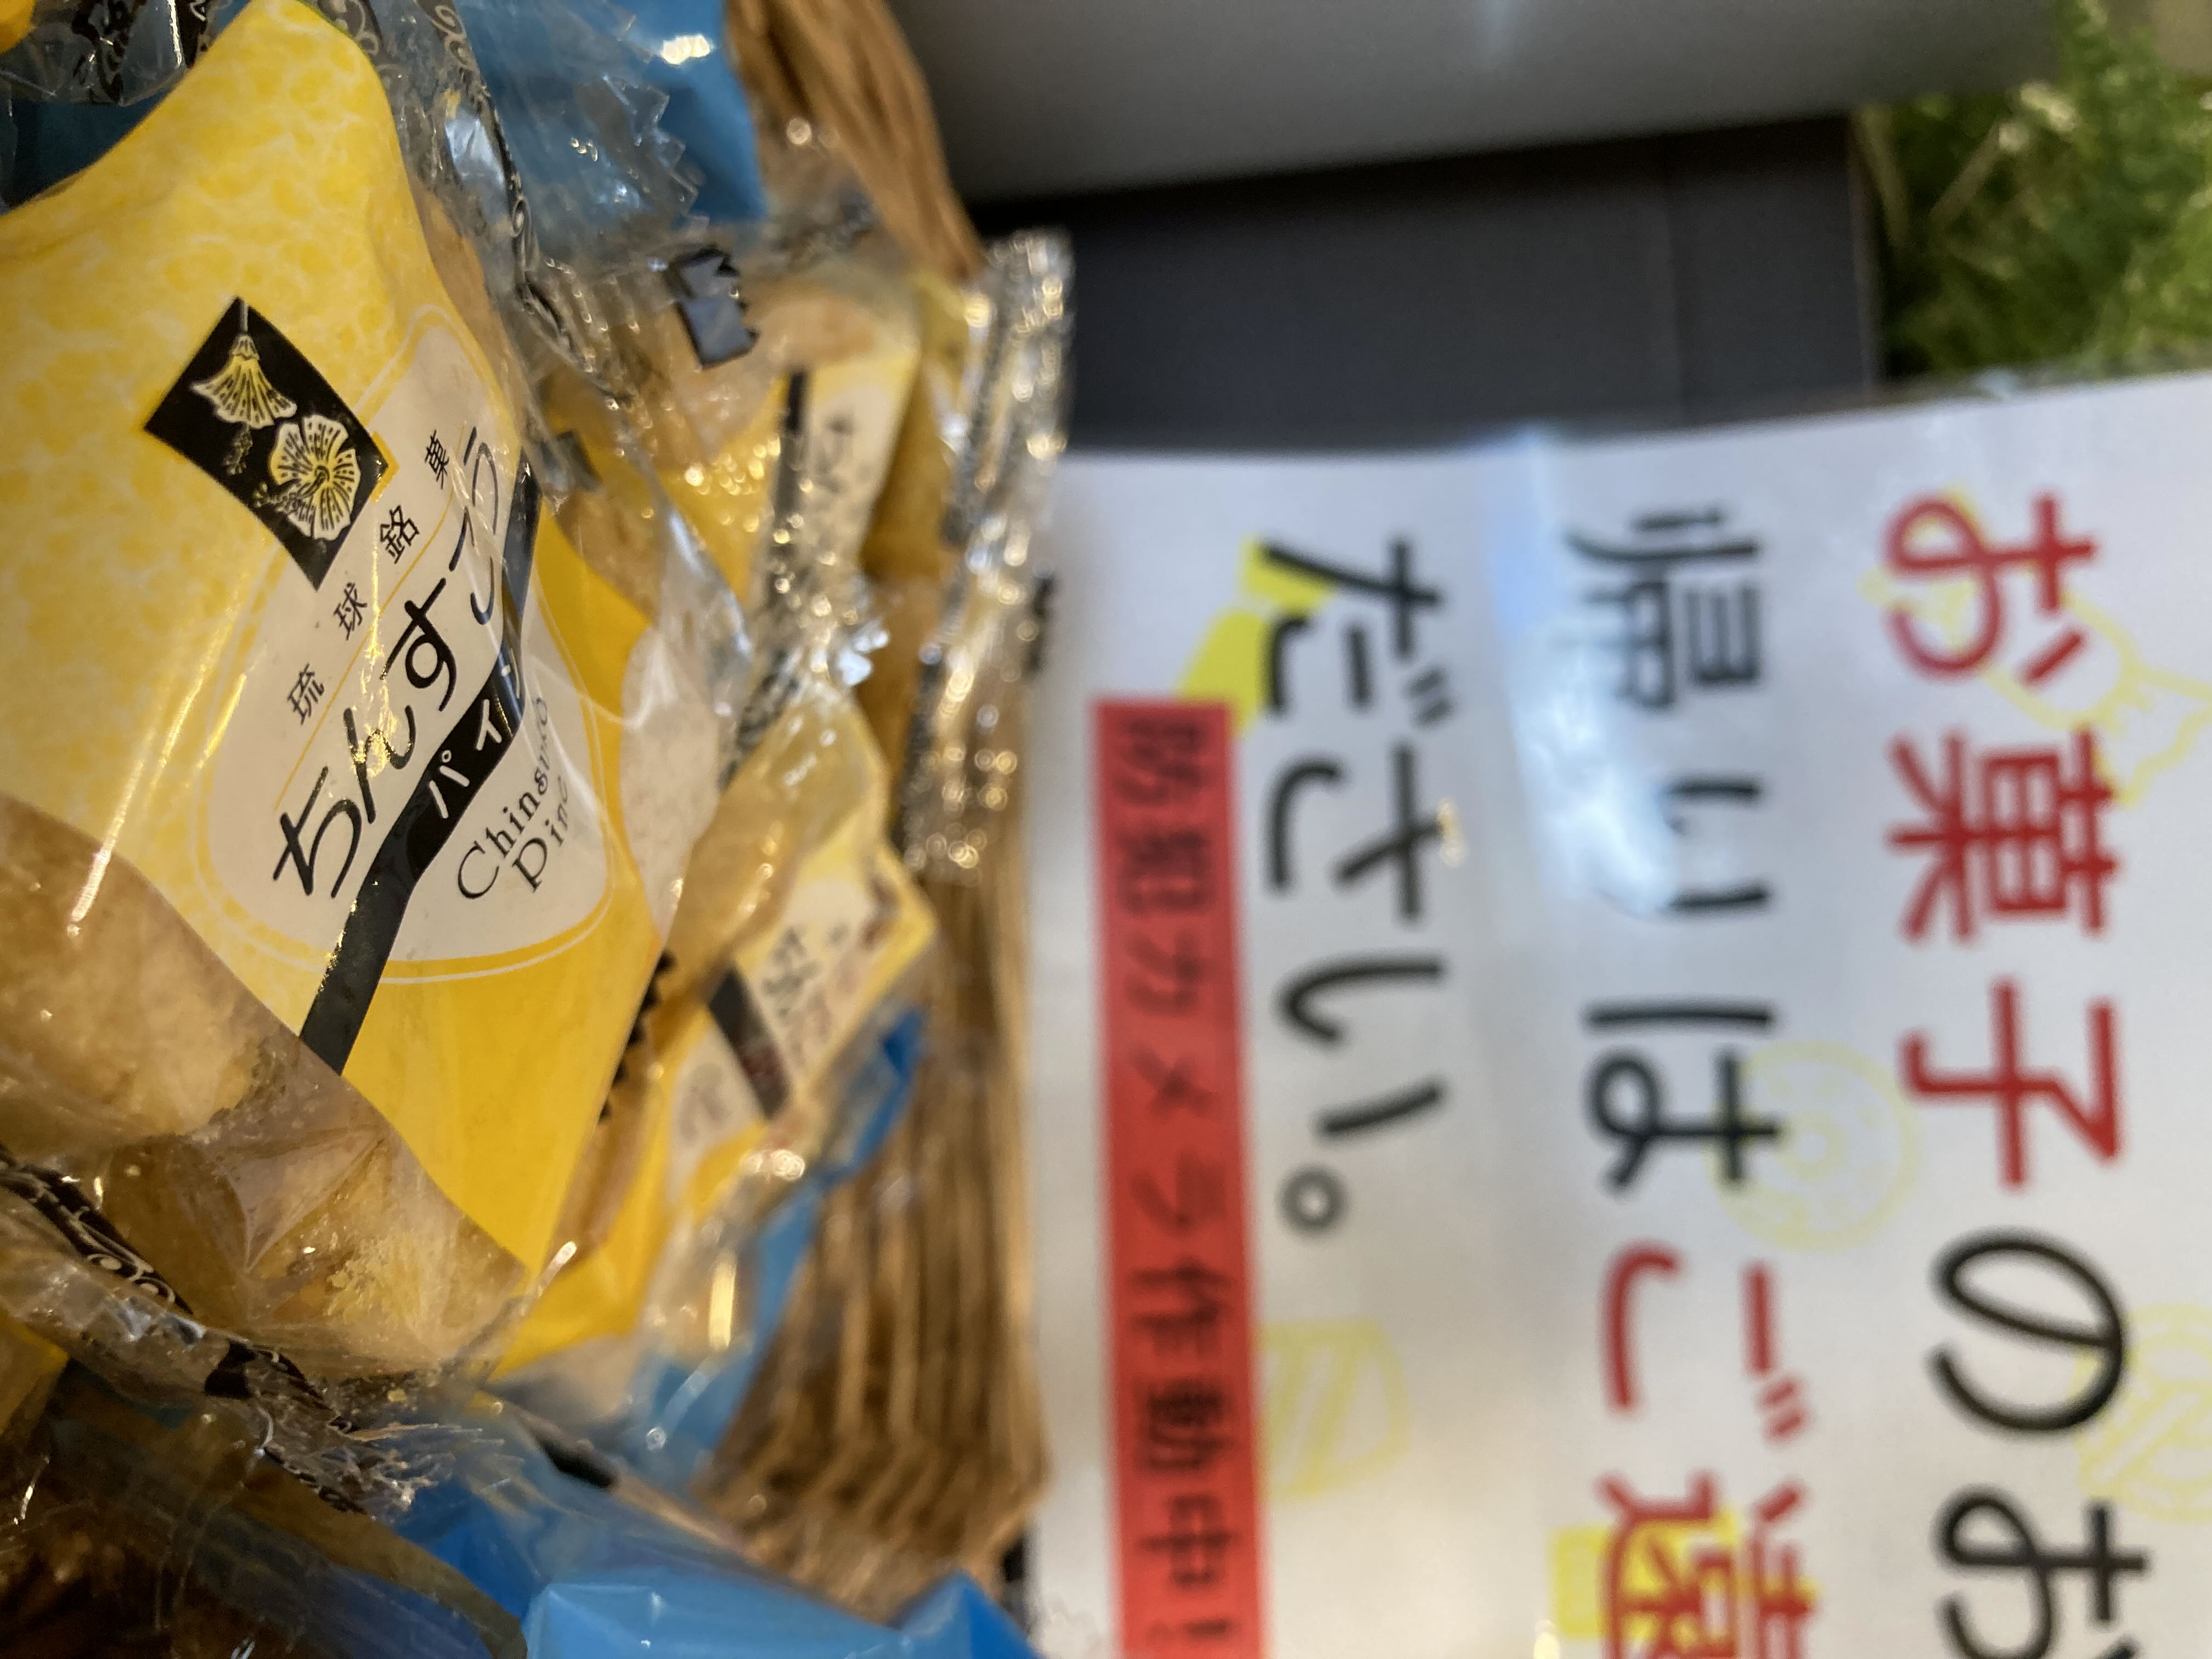 琉球銘菓
ちんすこう
パイン
Chinsuko
Pine
お菓子のお
帰りはご遠
ださい。
防犯カメラ作動中!